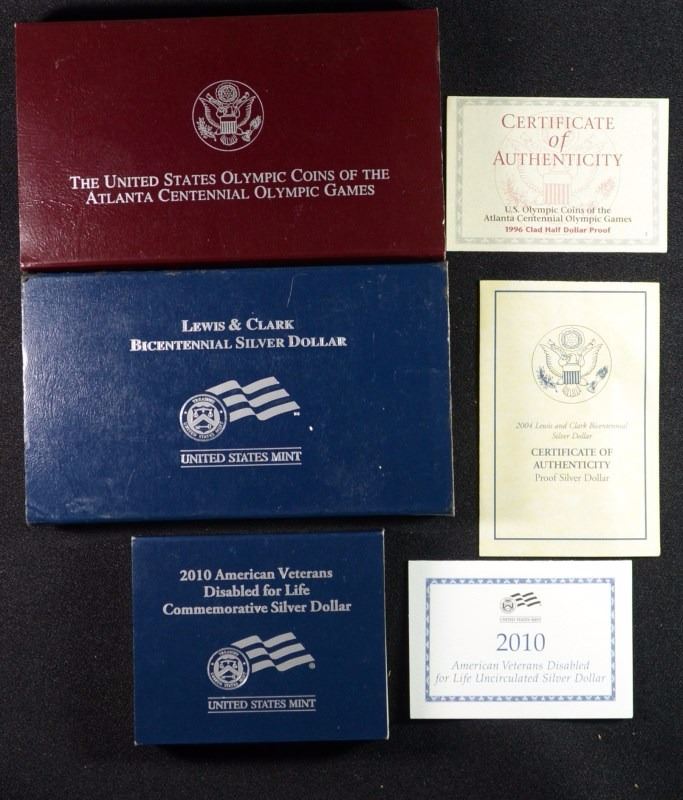 THE UNITED STATES OLYMPIC COINS OF THE
ATLANTA CENTENNIAL OLYMPIC GAMES
CERTIFICATE
of
AUTHENTICITY
U.S. Olympic Coins of the
Atlanta Centennial Olympic Games
1996 Clad Half Dollar Proof
LEWIS & CLARK
BICENTENNIAL SILVER DOLLAR
UNITED STATES MINT
2004 Lewis and Clark Bicentennial
Silver Dollar
CERTIFICATE OF
AUTHENTICITY
Proof Silver Dollar
2010 American Veterans
Disabled for Life
Commemorative Silver Dollar
UNITED STATES MINT
UNITED STATES MINT
2010
American Veterans Disabled
for Life Uncirculated Silver Dollar